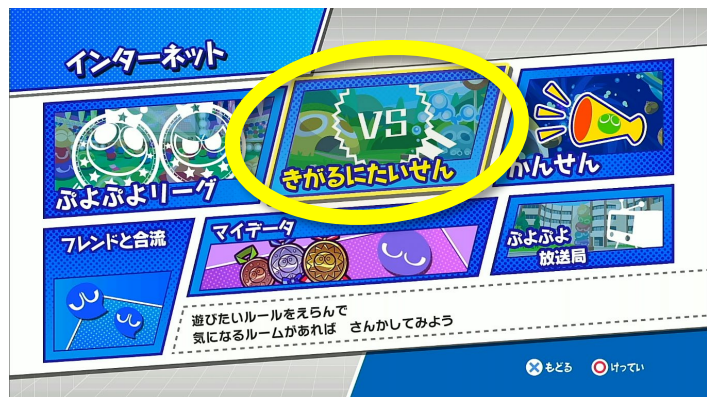 インターネット
ぷよぷよリーグ
VS
きがるにたいせん
かんせん
フレンドと合流
マイデータ
ぷよぷよ
放送局
遊びたいルールをえらんで
気になるルームがあれば さんかしてみよう
もどる けってい